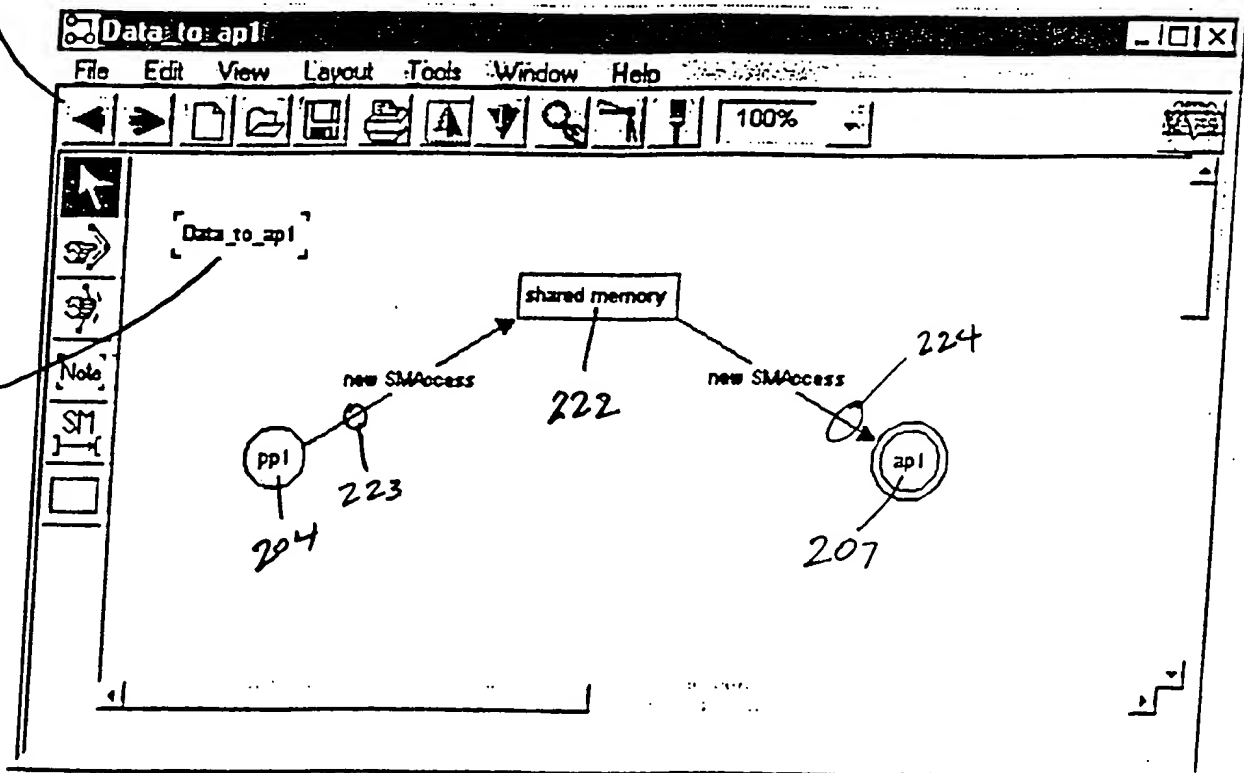 Data_to_ap1
File Edit View Layout Tools Window Help
100%
Data_to_ap1
shared memory
224
Note
new SMAccess
new SMAccess
222
SM
pp1
ap1
223
204
207